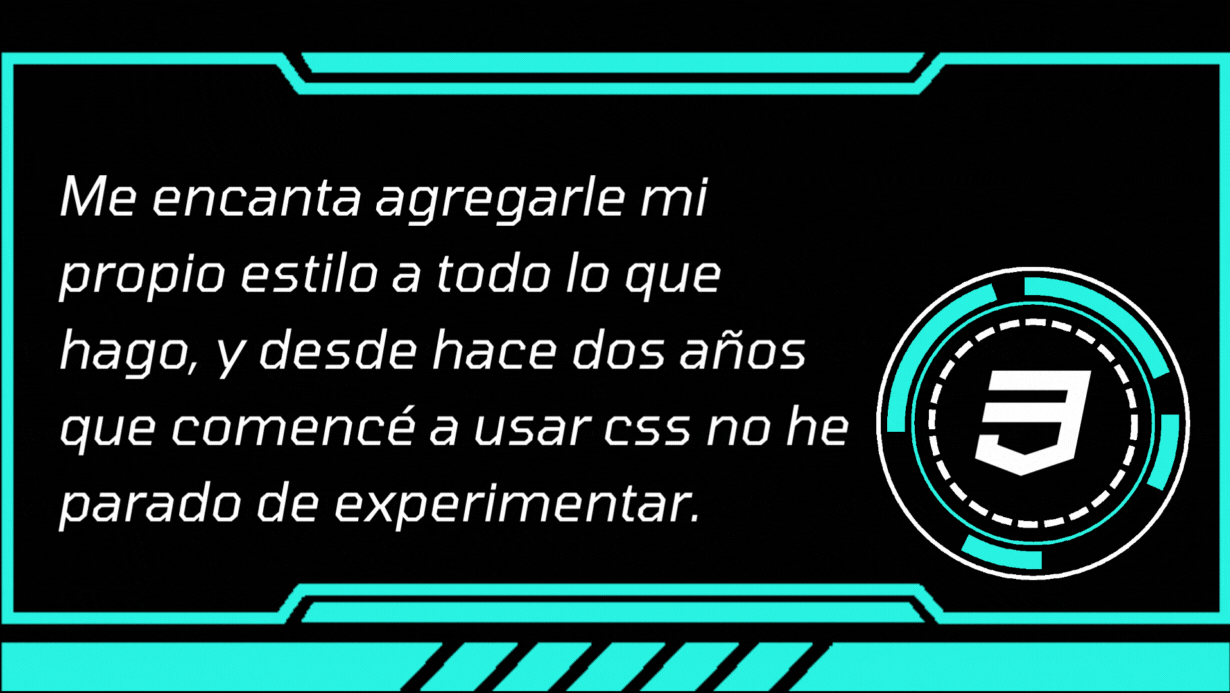 Me encanta agregarle mi
propio estilo a todo lo que
hago, y desde hace dos años
que comencé a usar css no he
parado de experimentar.